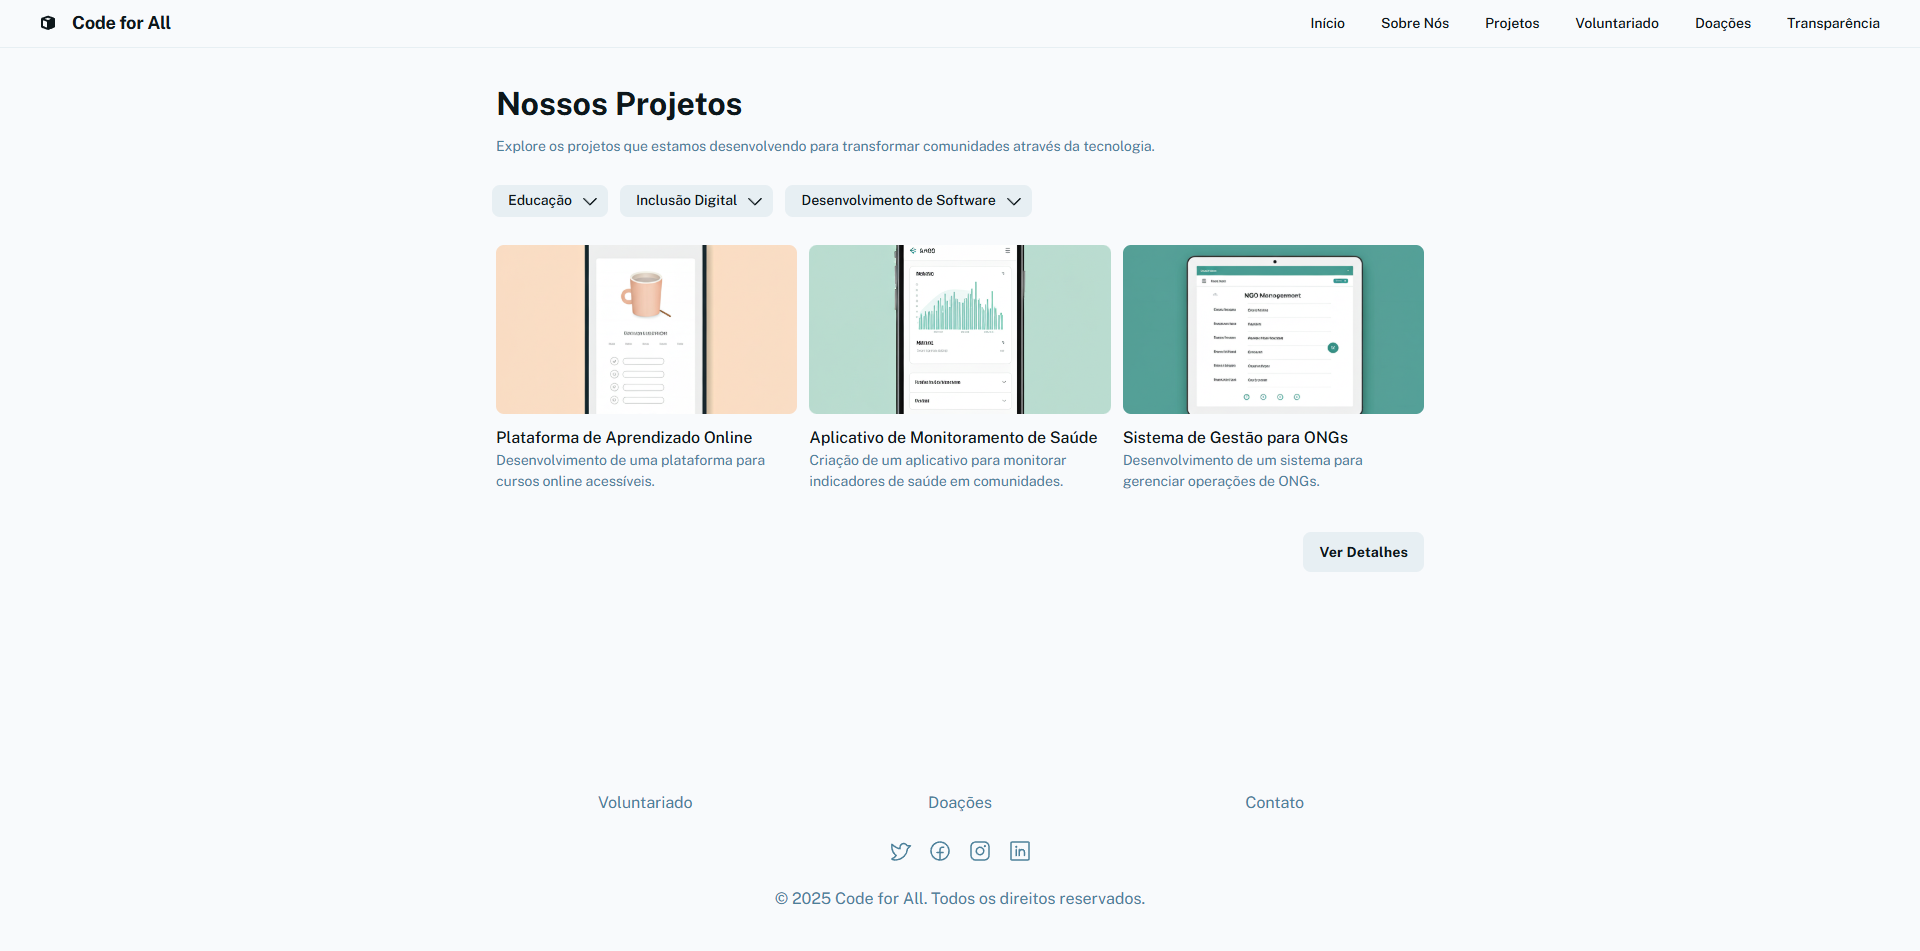 Code for All
Início
Sobre Nós
Projetos
Voluntariado
Doações
Transparência
Nossos Projetos
Explore os projetos que estamos desenvolvendo para transformar comunidades através da tecnologia.
Educação
Inclusão Digital
Desenvolvimento de Software
NGO Management
Plataforma de Aprendizado Online
Desenvolvimento de uma plataforma para
cursos online acessíveis.
Aplicativo de Monitoramento de Saúde
Criação de um aplicativo para monitorar
indicadores de saúde em comunidades.
Sistema de Gestão para ONGs
Desenvolvimento de um sistema para
gerenciar operações de ONGs.
Ver Detalhes
Voluntariado
Doações
Contato
© 2025 Code for All. Todos os direitos reservados.